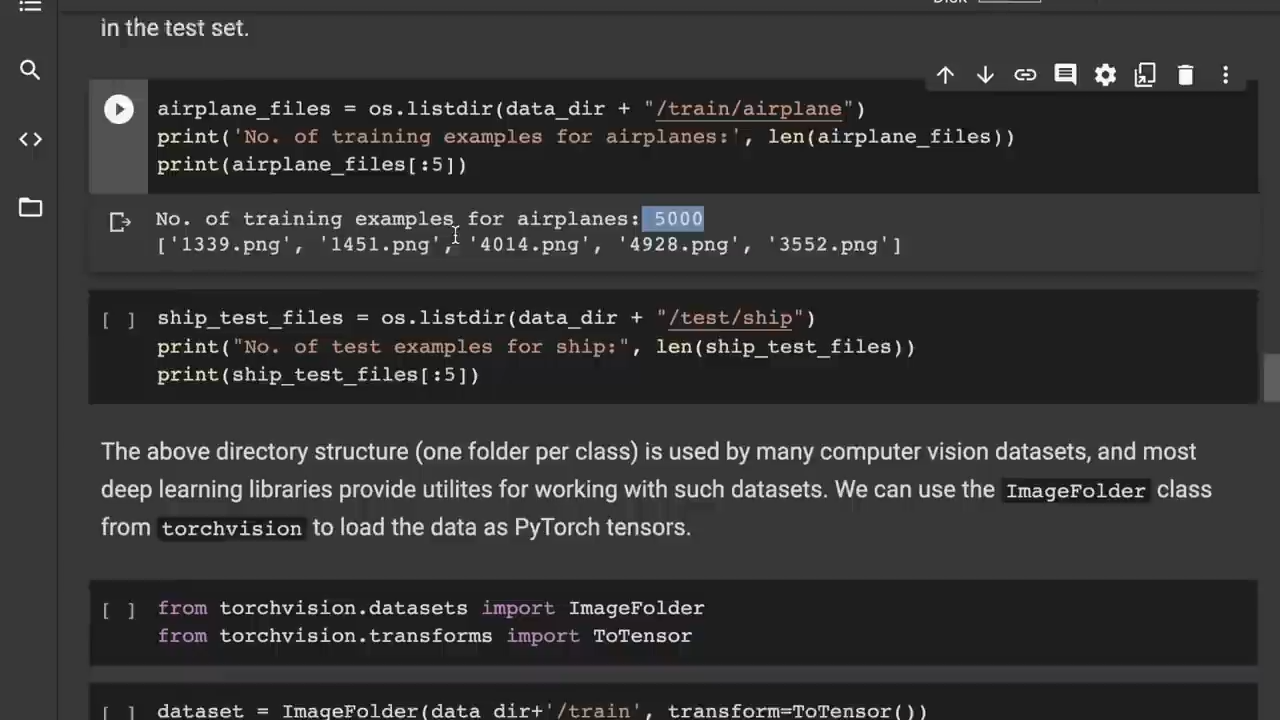 Disk
in the test set.
airplane_files = os.listdir(data_dir + "/train/airplane")
print('No. of training examples for airplanes:', len(airplane_files))
print(airplane_files[:5])
No. of training examples for airplanes: 5000
['1339.png', '1451.png', '4014.png', '4928.png', '3552.png']
[ ] ship_test_files = os.listdir(data_dir + "/test/ship")
print("No. of test examples for ship:", len(ship_test_files))
print(ship_test_files[:5])
The above directory structure (one folder per class) is used by many computer vision datasets, and most
deep learning libraries provide utilites for working with such datasets. We can use the ImageFolder class
from torchvision to load the data as PyTorch tensors.
[ ] from torchvision.datasets import ImageFolder
from torchvision.transforms import ToTensor
[ ] dataset = ImageFolder(data_dir+'/train', transform=ToTensor())